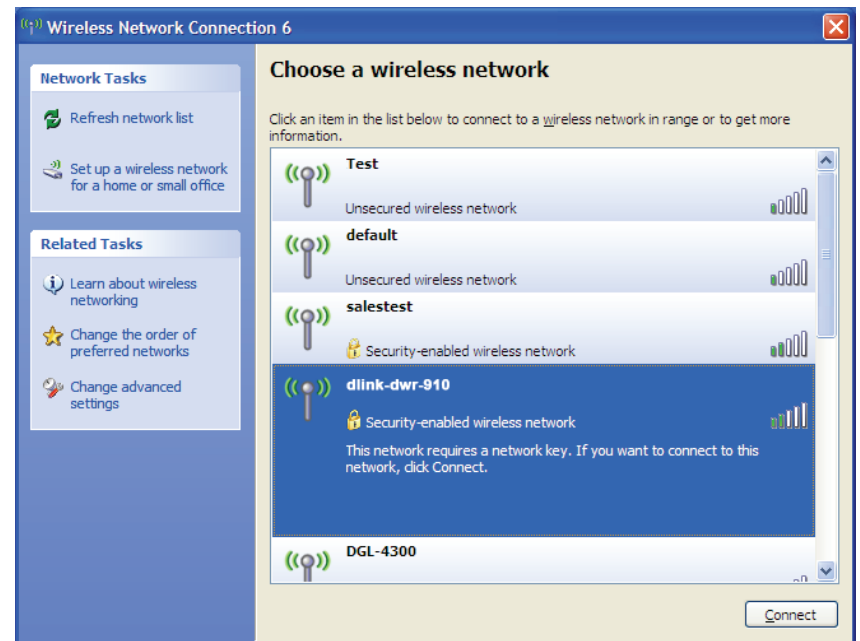 Wireless Network Connection 6
Network Tasks
Refresh network list
Set up a wireless network
for a home or small office
Related Tasks
Learn about wireless
networking
Change the order of
preferred networks
Change advanced
settings
Choose a wireless network
Click an item in the list below to connect to a wireless network in range or to get more
information.
Test
Unsecured wireless network
default
Unsecured wireless network
salestest
Security-enabled wireless network
dlink-dwr-910
Security-enabled wireless network
This network requires a network key. If you want to connect to this
network, click Connect.
DGL-4300
Connect